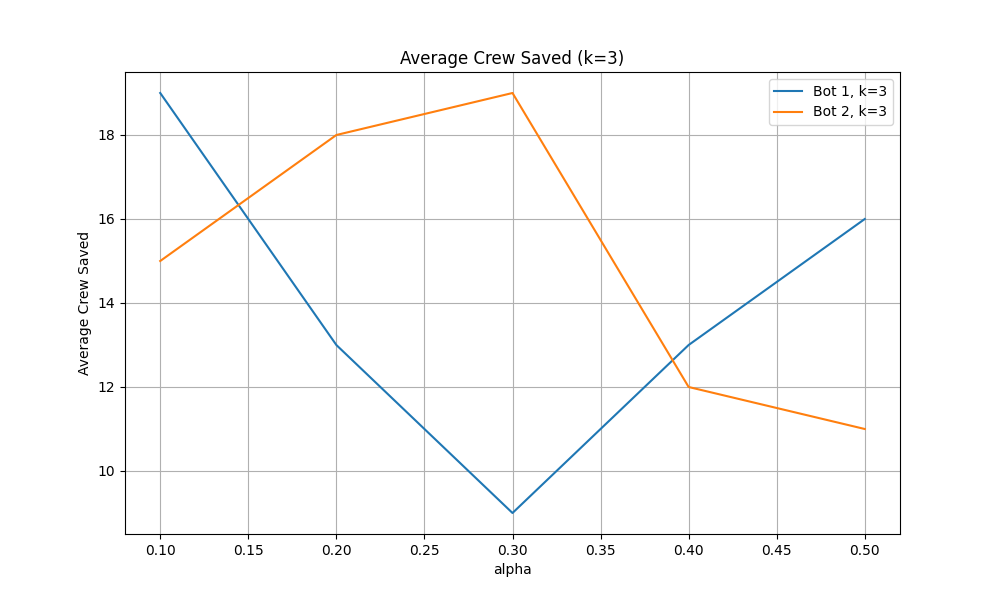 Average Crew Saved (k=3)
Bot 1, k=3
Bot 2, k=3
Average Crew Saved
18
16
14
12
10
0.10 0.15 0.20 0.25 0.30 0.35 0.40 0.45 0.50
alpha